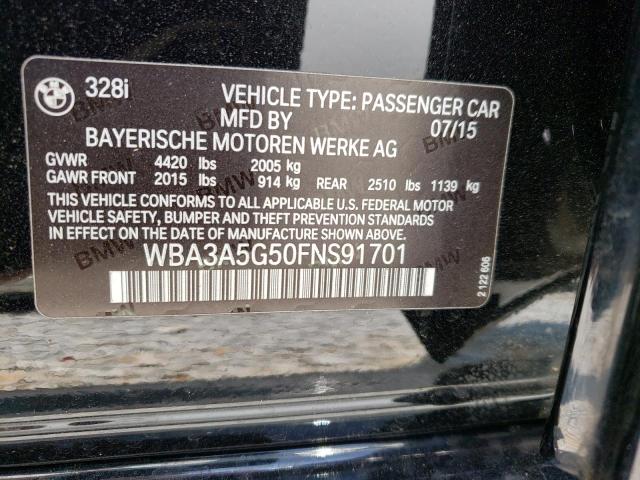 BMW 328i VEHICLE TYPE: PASSENGER CAR
MFD BY 07/15
BAYERISCHE MOTOREN WERKE AG
GVWR 4420 lbs 2005 kg
GAWR FRONT 2015 lbs 914 kg REAR 2510 lbs 1139 kg
THIS VEHICLE CONFORMS TO ALL APPLICABLE U.S. FEDERAL MOTOR
VEHICLE SAFETY, BUMPER AND THEFT PREVENTION STANDARDS
IN EFFECT ON THE DATE OF MANUFACTURE SHOWN ABOVE.
WBA3A5G50FNS91701
2 122 606